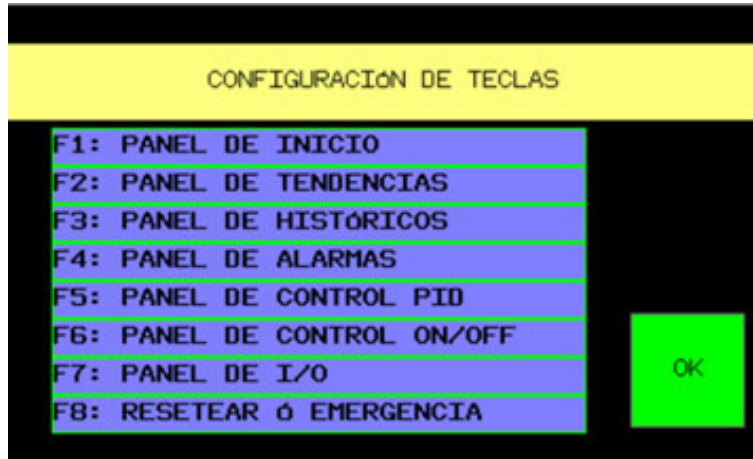 CONFIGURACIóN DE TECLAS
F1: PANEL DE INICIO
F2: PANEL DE TENDENCIAS
F3: PANEL DE HISTóRICOS
F4: PANEL DE ALARMAS
F5: PANEL DE CONTROL PID
F6: PANEL DE CONTROL ON/OFF
F7: PANEL DE I/O
F8: RESETEAR ó EMERGENCIA
OK